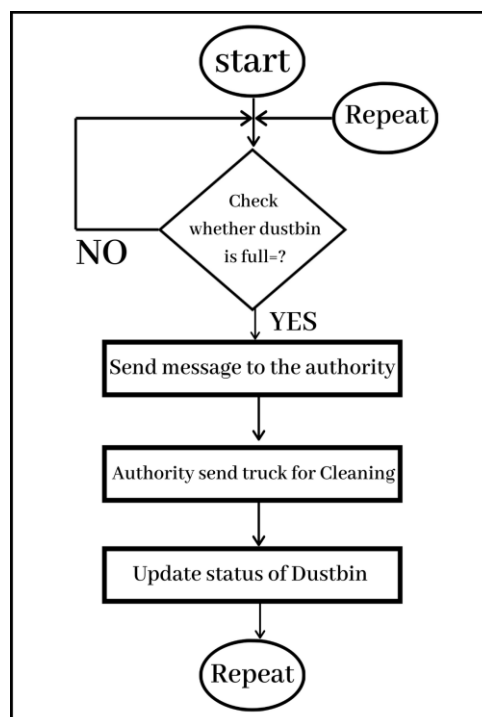 start
Repeat
Check
whether dustbin
is full=?
NO
YES
Send message to the authority
Authority send truck for Cleaning
Update status of Dustbin
Repeat